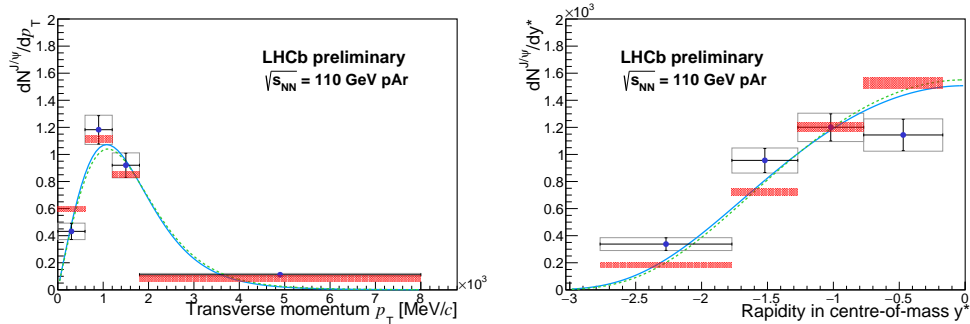 ×10³
dN^{J/ψ}/dp_T
2
1.8
1.6
1.4
1.2
1
0.8
0.6
0.4
0.2
0
LHCb preliminary
√s_NN = 110 GeV pAr
0 1 2 3 4 5 6 7 8
×10³
Transverse momentum p_T [MeV/c]
dN^{J/ψ}/dy*
2
1.8
1.6
1.4
1.2
1
0.8
0.6
0.4
0.2
0
LHCb preliminary
√s_NN = 110 GeV pAr
-3 -2.5 -2 -1.5 -1 -0.5 0
Rapidity in centre-of-mass y*